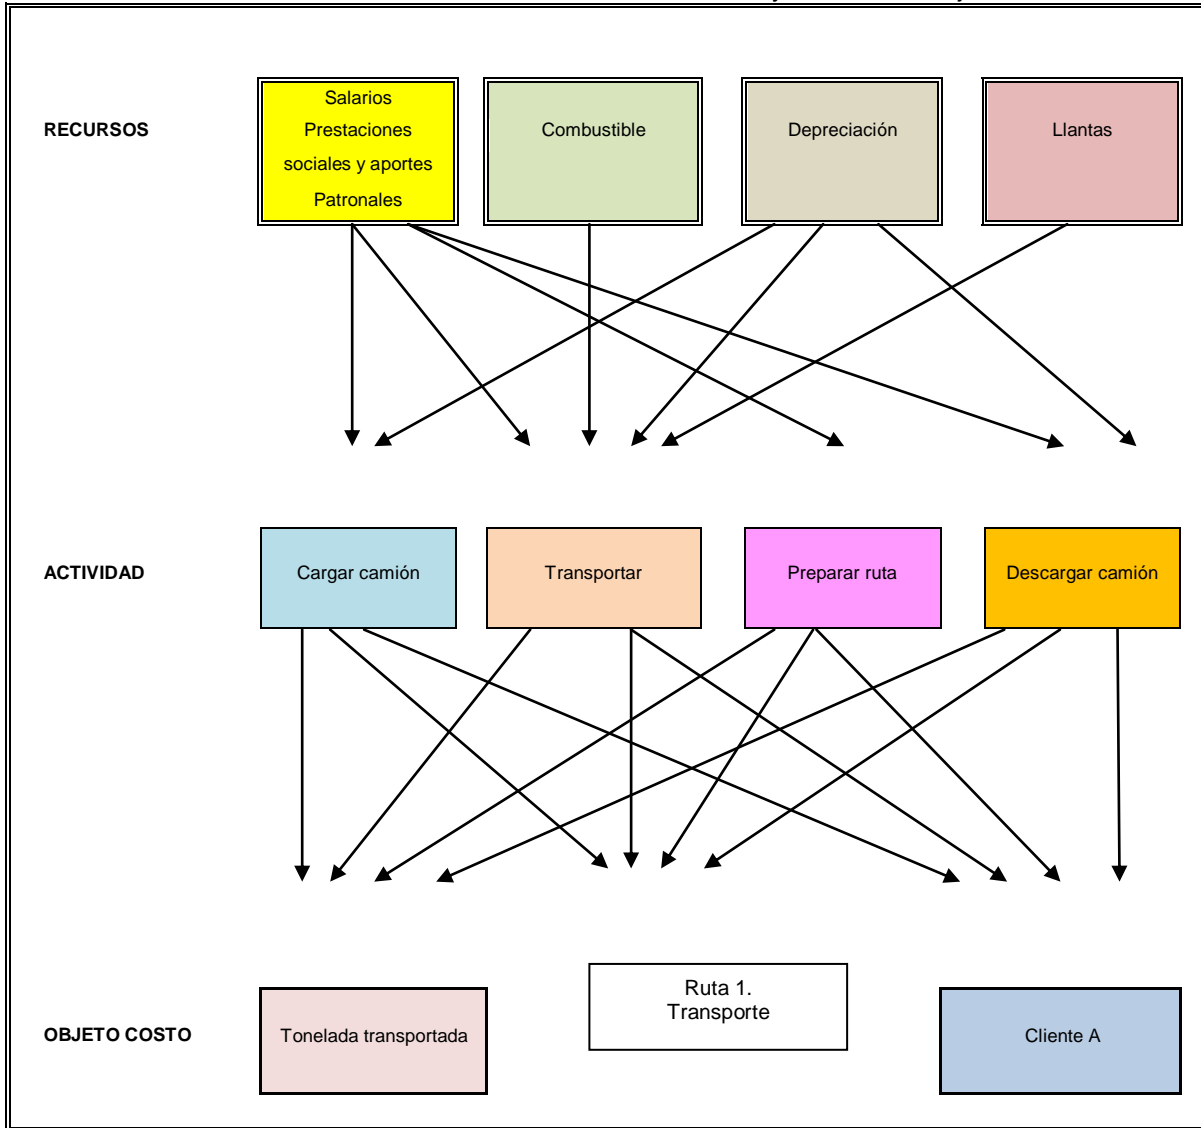 RECURSOS
Salarios
Prestaciones
sociales y aportes
Patronales
Combustible
Depreciación
Llantas
ACTIVIDAD
Cargar camión
Transportar
Preparar ruta
Descargar camión
OBJETO COSTO
Tonelada transportada
Ruta 1.
Transporte
Cliente A